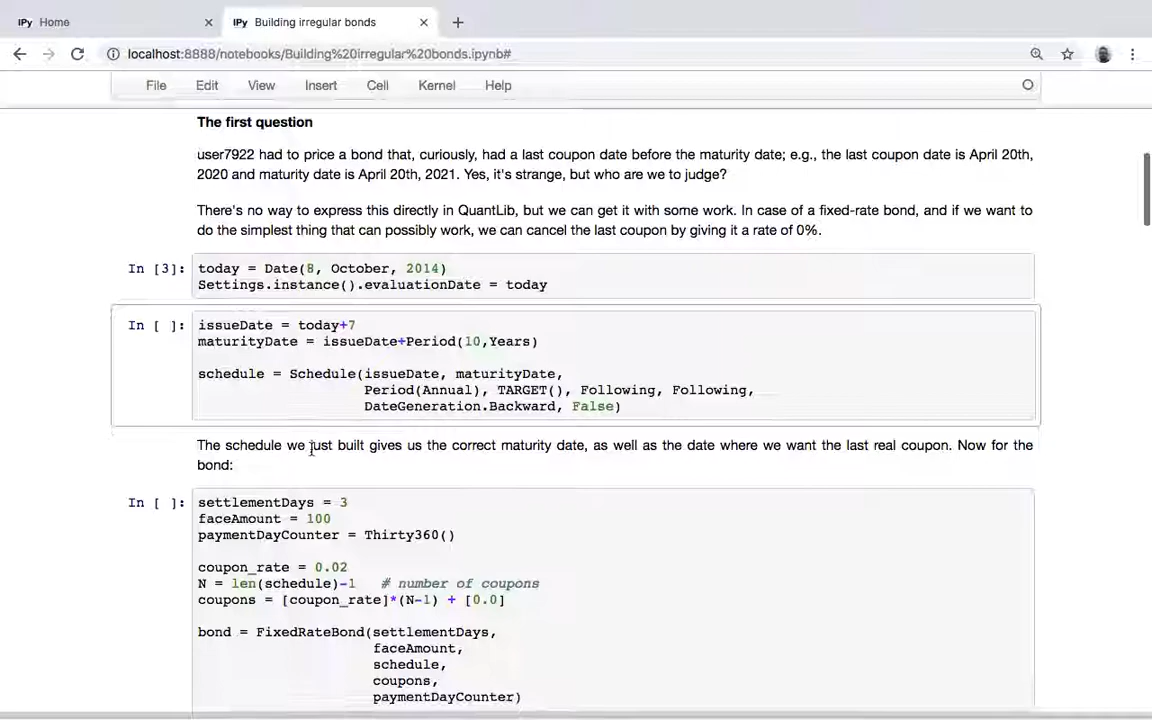 IPy Home
IPy Building irregular bonds
localhost:8888/notebooks/Building%20irregular%20bonds.ipynb#
File Edit View Insert Cell Kernel Help
The first question
user7922 had to price a bond that, curiously, had a last coupon date before the maturity date; e.g., the last coupon date is April 20th,
2020 and maturity date is April 20th, 2021. Yes, it's strange, but who are we to judge?
There's no way to express this directly in QuantLib, but we can get it with some work. In case of a fixed-rate bond, and if we want to
do the simplest thing that can possibly work, we can cancel the last coupon by giving it a rate of 0%.
In [3]: today = Date(8, October, 2014)
Settings.instance().evaluationDate = today
In [ ]: issueDate = today+7
maturityDate = issueDate+Period(10,Years)
schedule = Schedule(issueDate, maturityDate,
Period(Annual), TARGET(), Following, Following,
DateGeneration.Backward, False)
The schedule we just built gives us the correct maturity date, as well as the date where we want the last real coupon. Now for the
bond:
In [ ]: settlementDays = 3
faceAmount = 100
paymentDayCounter = Thirty360()
coupon_rate = 0.02
N = len(schedule)-1 # number of coupons
coupons = [coupon_rate]*(N-1) + [0.0]
bond = FixedRateBond(settlementDays,
faceAmount,
schedule,
coupons,
paymentDayCounter)